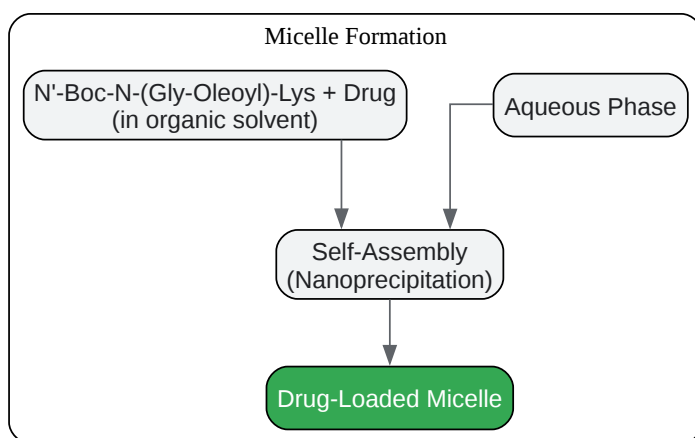 Micelle Formation
N'-Boc-N-(Gly-Oleoyl)-Lys + Drug
(in organic solvent)
Aqueous Phase
Self-Assembly
(Nanoprecipitation)
Drug-Loaded Micelle